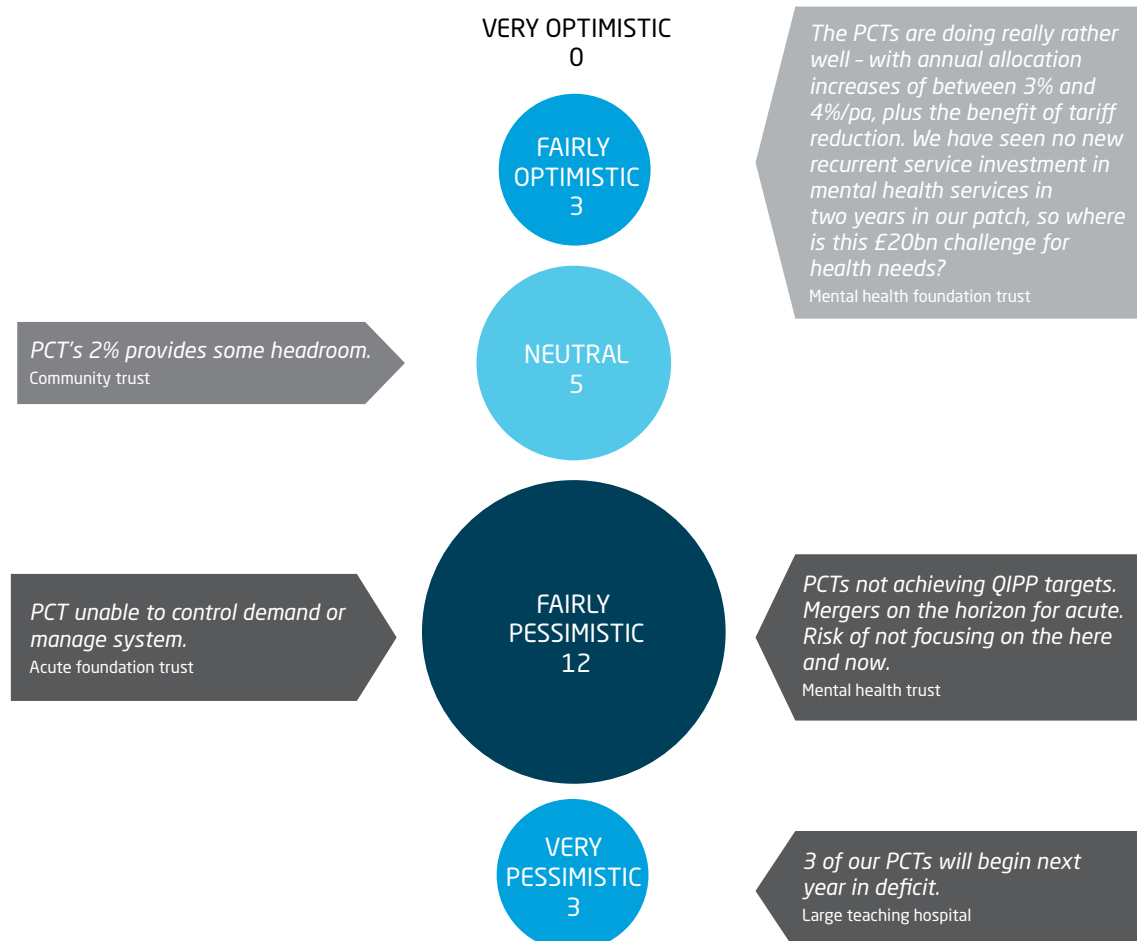 VERY OPTIMISTIC
0
FAIRLY
OPTIMISTIC
3
The PCTs are doing really rather
well – with annual allocation
increases of between 3% and
4%/pa, plus the benefit of tariff
reduction. We have seen no new
recurrent service investment in
mental health services in
two years in our patch, so where
is this £20bn challenge for
health needs?
Mental health foundation trust
PCT's 2% provides some headroom.
Community trust
NEUTRAL
5
PCT unable to control demand or
manage system.
Acute foundation trust
FAIRLY
PESSIMISTIC
12
PCTs not achieving QIPP targets.
Mergers on the horizon for acute.
Risk of not focusing on the here
and now.
Mental health trust
VERY
PESSIMISTIC
3
3 of our PCTs will begin next
year in deficit.
Large teaching hospital